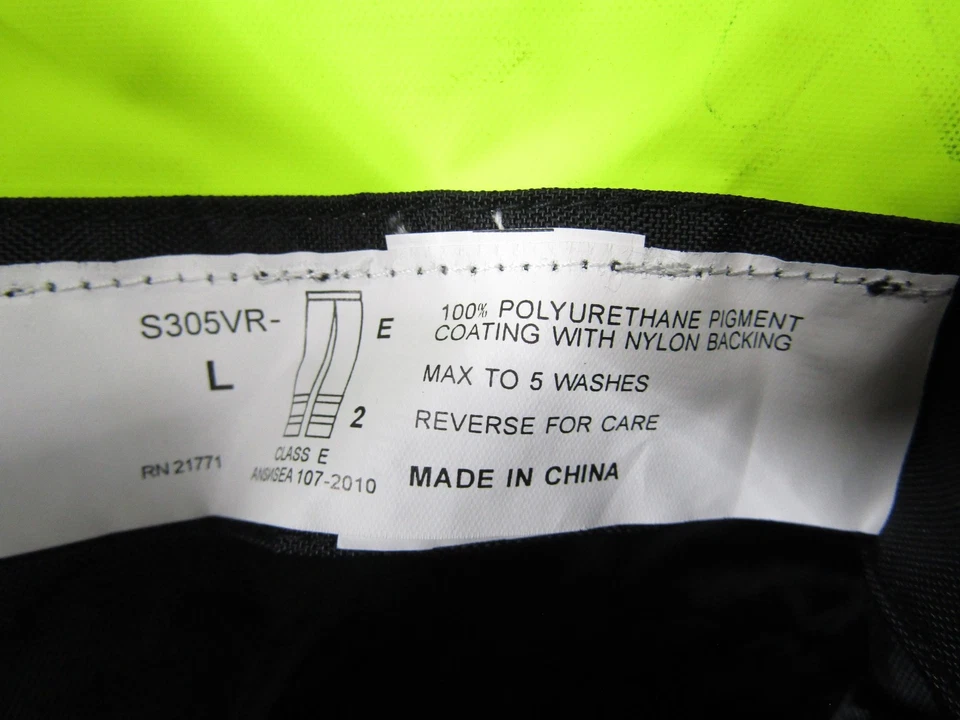 S305VR-
L
E
2
CLASS E
ANSI/ISEA 107-2010
RN 21771
100% POLYURETHANE PIGMENT
COATING WITH NYLON BACKING
MAX TO 5 WASHES
REVERSE FOR CARE
MADE IN CHINA